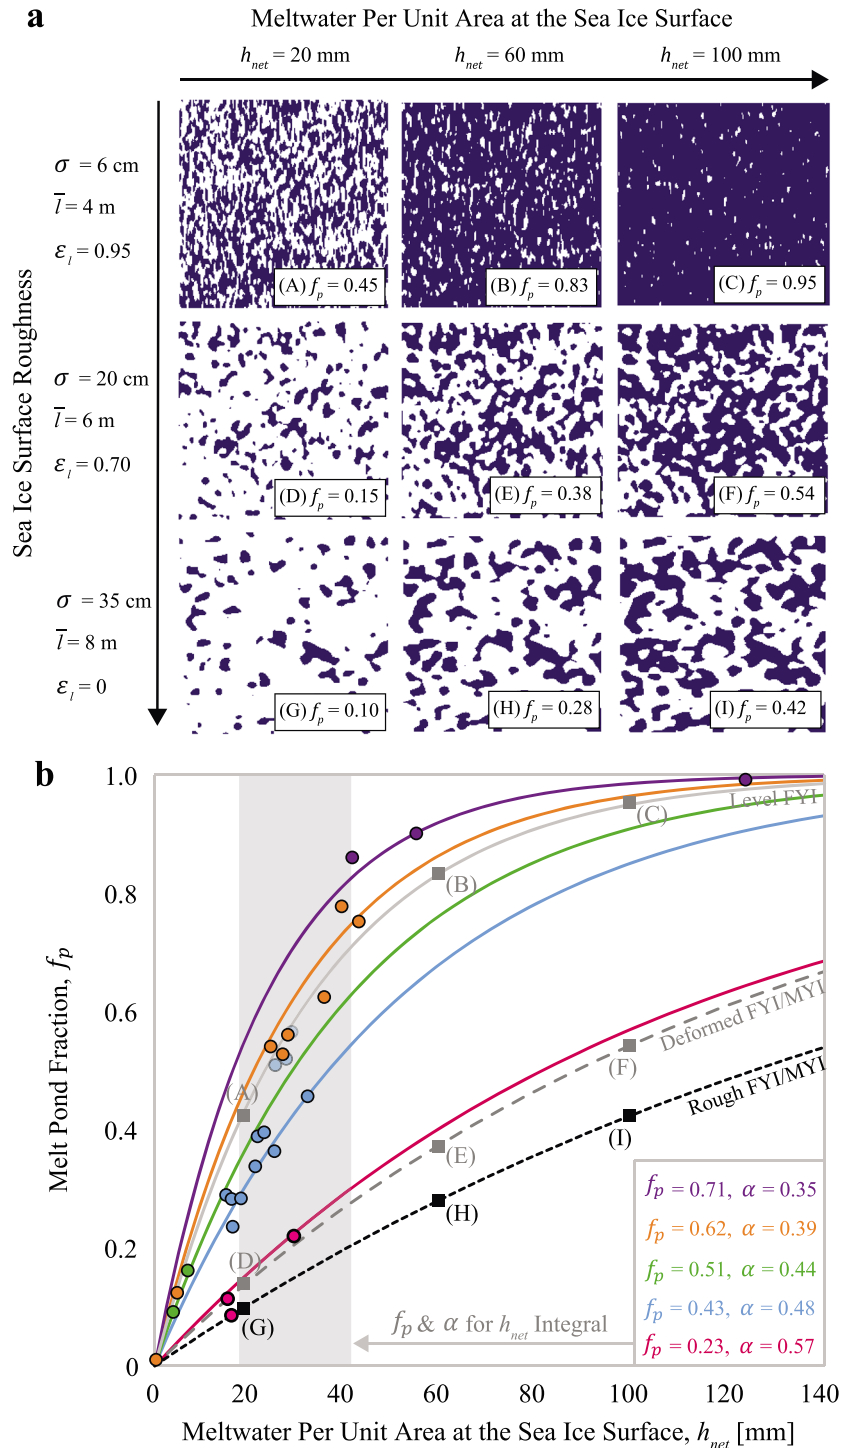 a
Meltwater Per Unit Area at the Sea Ice Surface
h_net = 20 mm
h_net = 60 mm
h_net = 100 mm
Sea Ice Surface Roughness
σ = 6 cm
l̅ = 4 m
ε_l = 0.95
(A) f_p = 0.45
(B) f_p = 0.83
(C) f_p = 0.95
σ = 20 cm
l̅ = 6 m
ε_l = 0.70
(D) f_p = 0.15
(E) f_p = 0.38
(F) f_p = 0.54
σ = 35 cm
l̅ = 8 m
ε_l = 0
(G) f_p = 0.10
(H) f_p = 0.28
(I) f_p = 0.42
b
Melt Pond Fraction, f_p
1.0
0.8
0.6
0.4
0.2
0
Level FYI
(C)
(B)
(A)
Deformed FYI/MYI
(F)
Rough FYI/MYI
(E)
(I)
(H)
(D)
(G)
f_p = 0.71, α = 0.35
f_p = 0.62, α = 0.39
f_p = 0.51, α = 0.44
f_p = 0.43, α = 0.48
f_p = 0.23, α = 0.57
f_p & α for h_net Integral
0 20 40 60 80 100 120 140
Meltwater Per Unit Area at the Sea Ice Surface, h_net [mm]